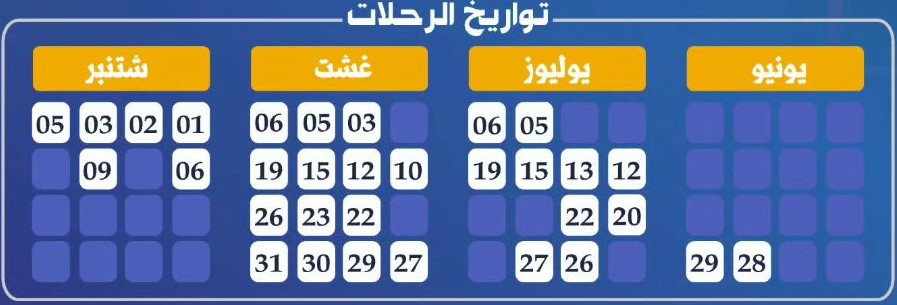 تواريخ الرحلات
يونيو
28 29
يوليوز
05 06
12 13 15 19
20 22
26 27
غشت
03 05 06
10 12 15 19
22 23 26
27 29 30 31
شتنبر
01 02 03 05
06 09